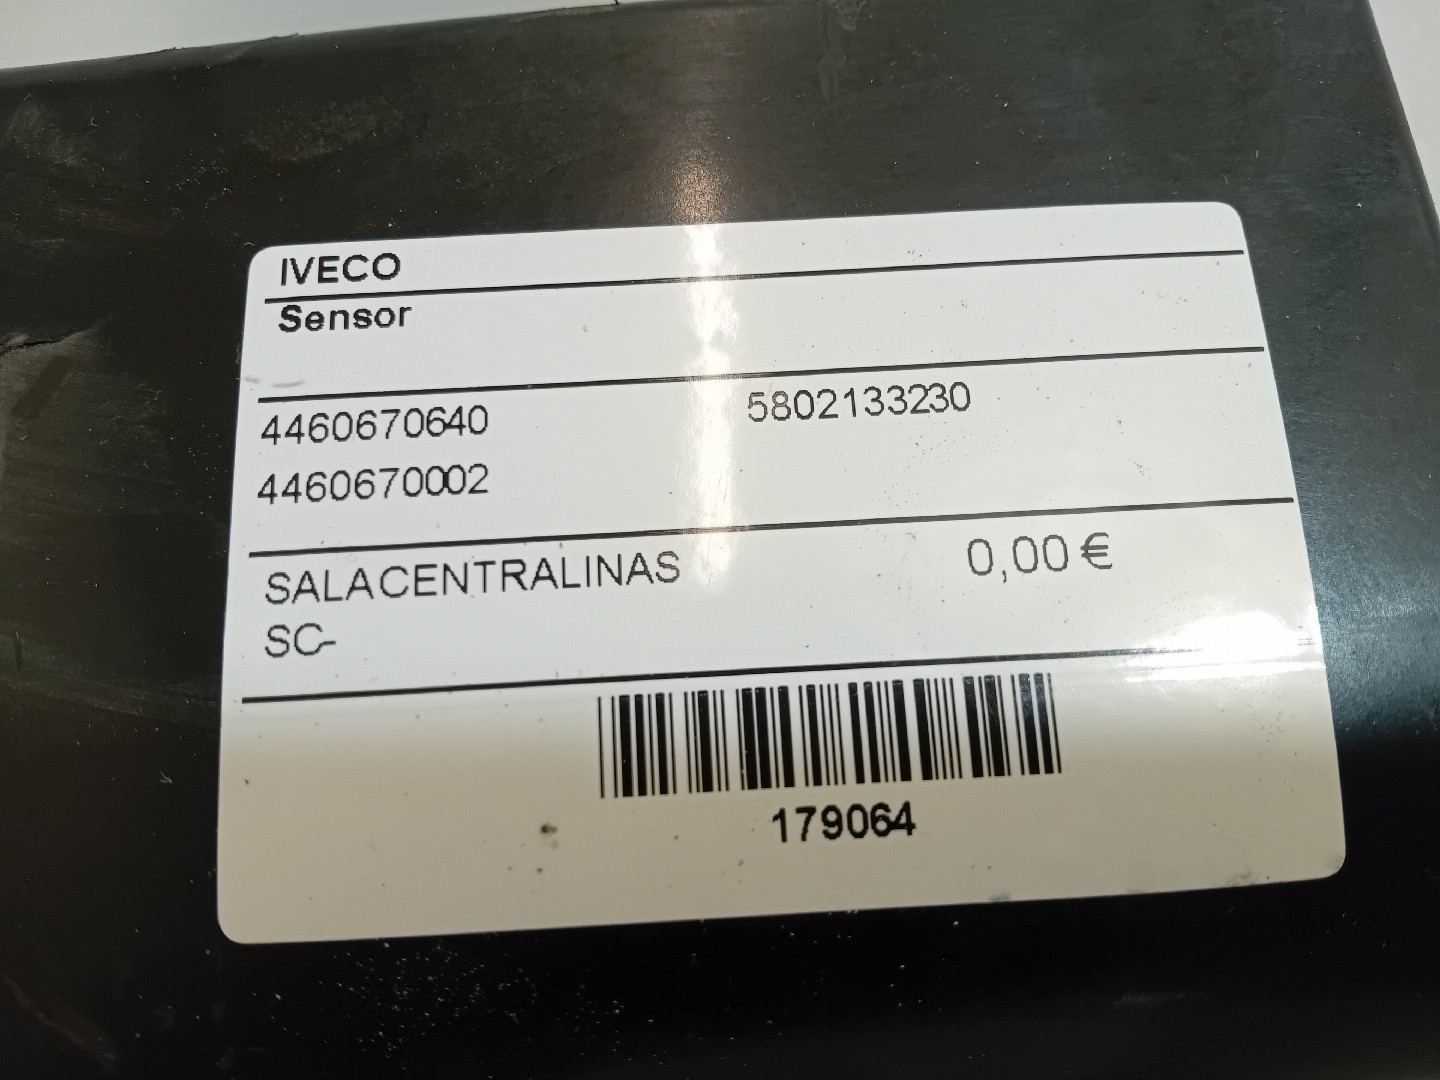 IVECO
Sensor
4460670640 5802133230
4460670002
SALACENTRALINAS 0,00 €
SC-
179064